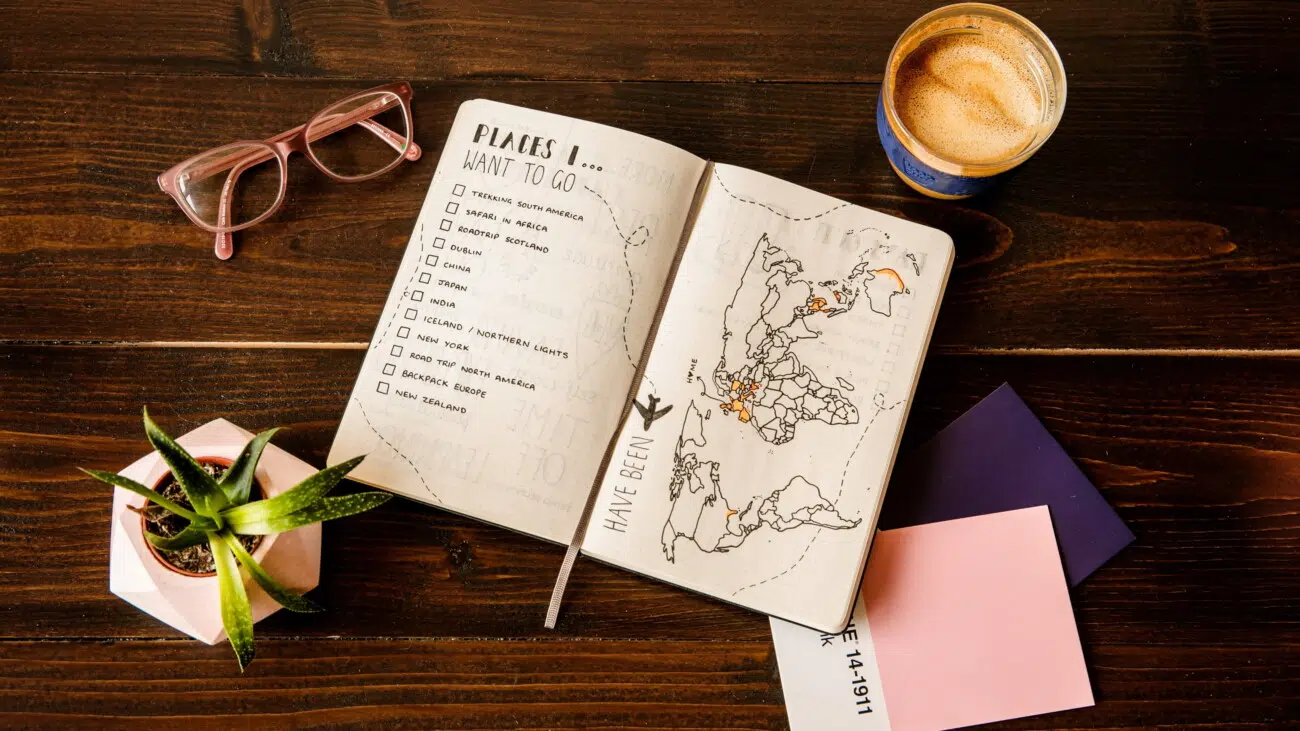 PLACES I...
WANT TO GO
TREKKING SOUTH AMERICA
SAFARI IN AFRICA
ROADTRIP SCOTLAND
DUBLIN
CHINA
JAPAN
INDIA
ICELAND / NORTHERN LIGHTS
NEW YORK
ROAD TRIP NORTH AMERICA
BACKPACK EUROPE
NEW ZEALAND
HAVE BEEN
HOME
14-1911